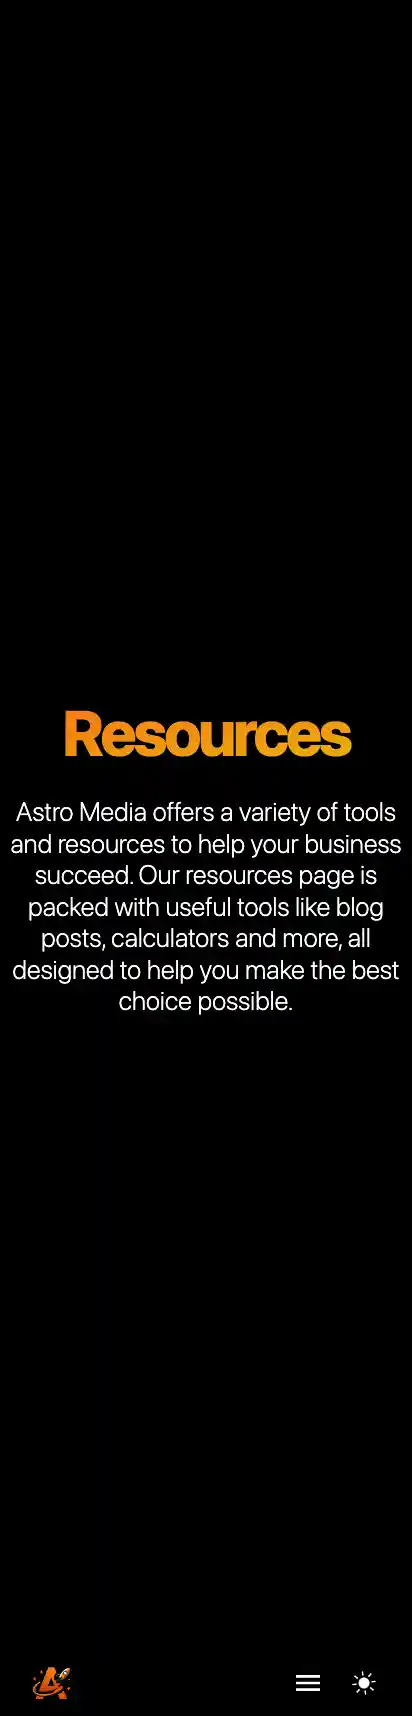 Resources
Astro Media offers a variety of tools
and resources to help your business
succeed. Our resources page is
packed with useful tools like blog
posts, calculators and more, all
designed to help you make the best
choice possible.